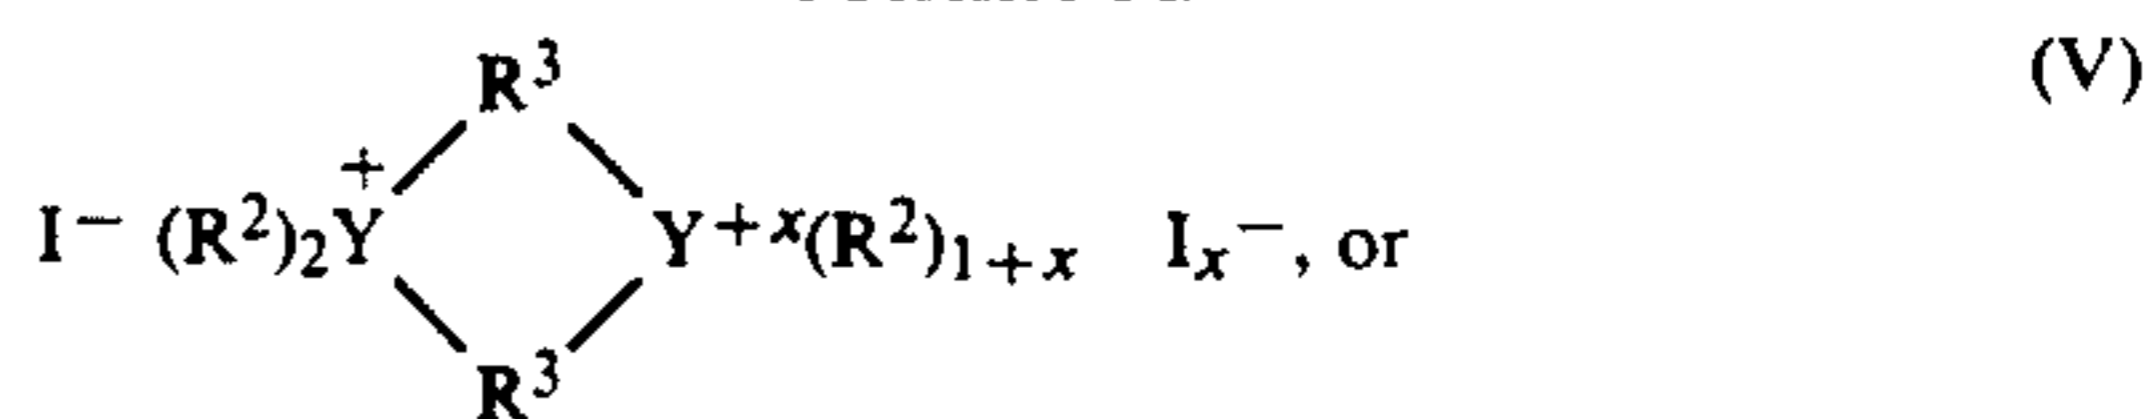 R³ (V)
I⁻ (R²)₂Y⁺ Y⁺ˣ(R²)₁₊ₓ Iₓ⁻, or
R³